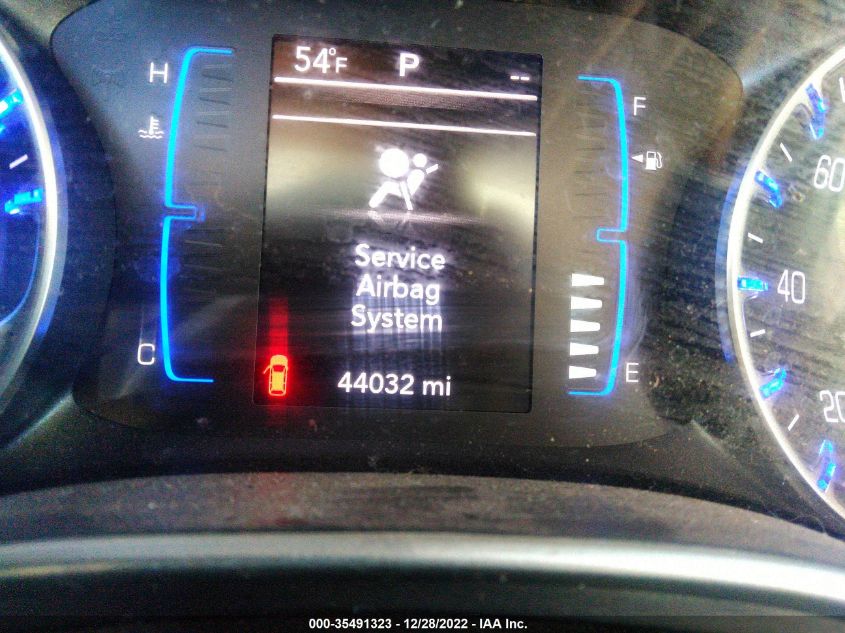 54°F P --
H
F
60
Service
Airbag
System
40
C
E
44032 mi
20
000-35491323 - 12/28/2022 - IAA Inc.